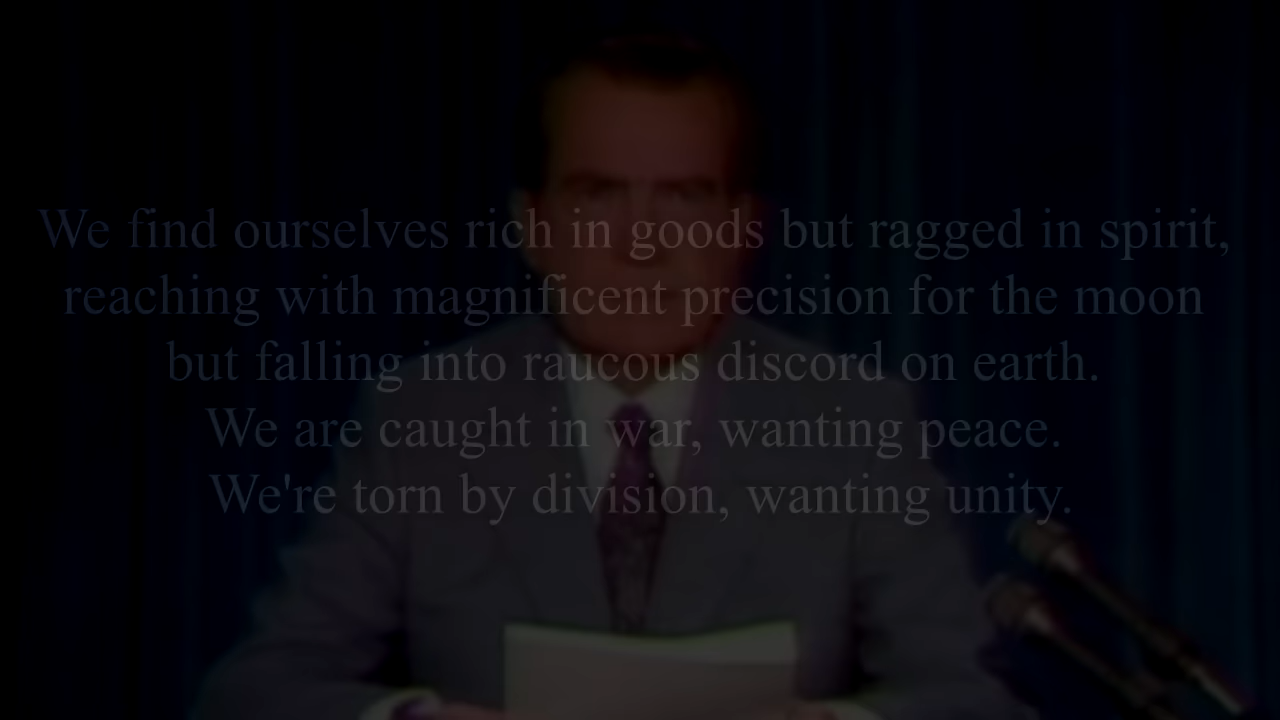 We find ourselves rich in goods but ragged in spirit,
reaching with magnificent precision for the moon
but falling into raucous discord on earth.
We are caught in war, wanting peace.
We're torn by division, wanting unity.